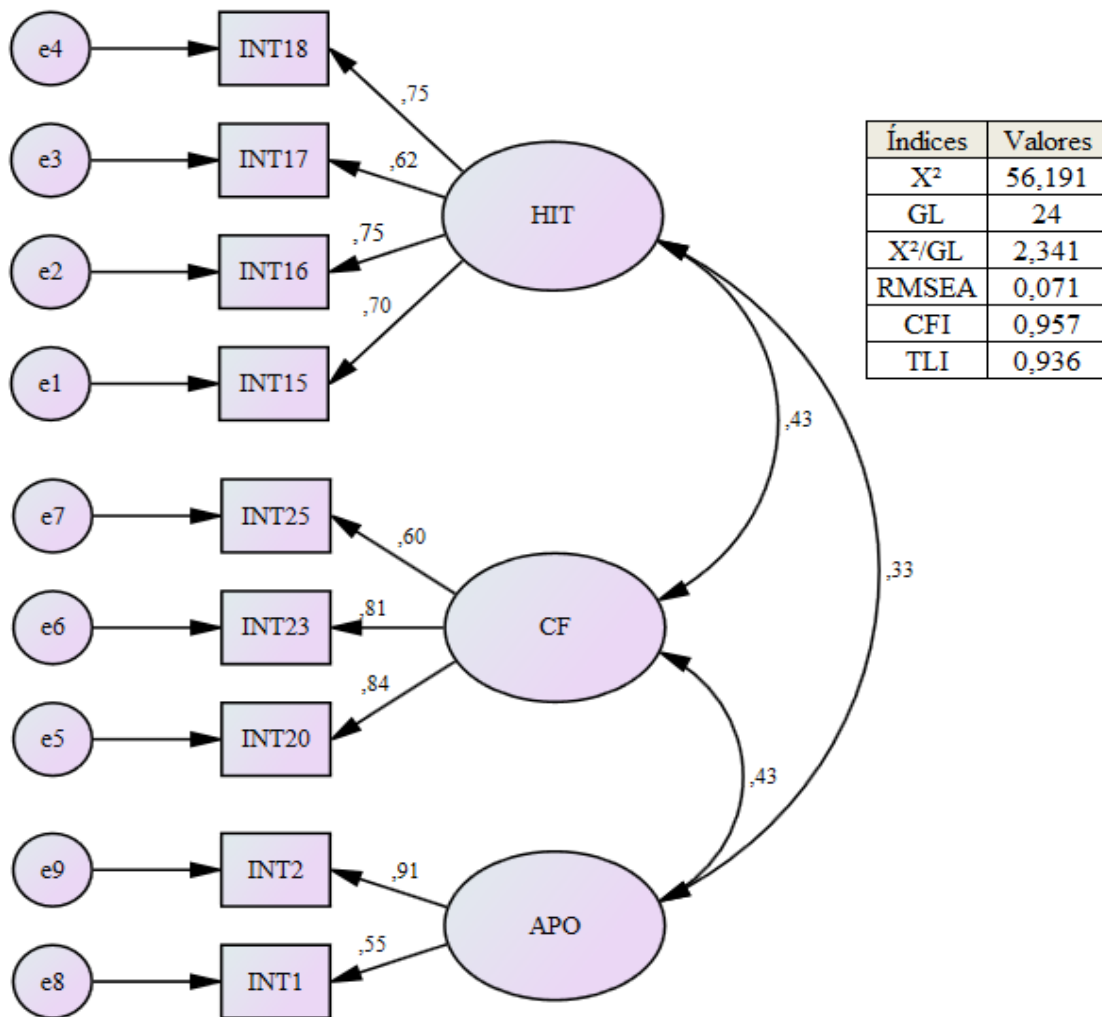 e4
INT18
,75
e3
INT17
,62
HIT
e2
INT16
,75
e1
INT15
,70
Índices Valores
X² 56,191
GL 24
X²/GL 2,341
RMSEA 0,071
CFI 0,957
TLI 0,936
,43
e7
INT25
,60
e6
INT23
,81
CF
,33
e5
INT20
,84
,43
e9
INT2
,91
APO
e8
INT1
,55